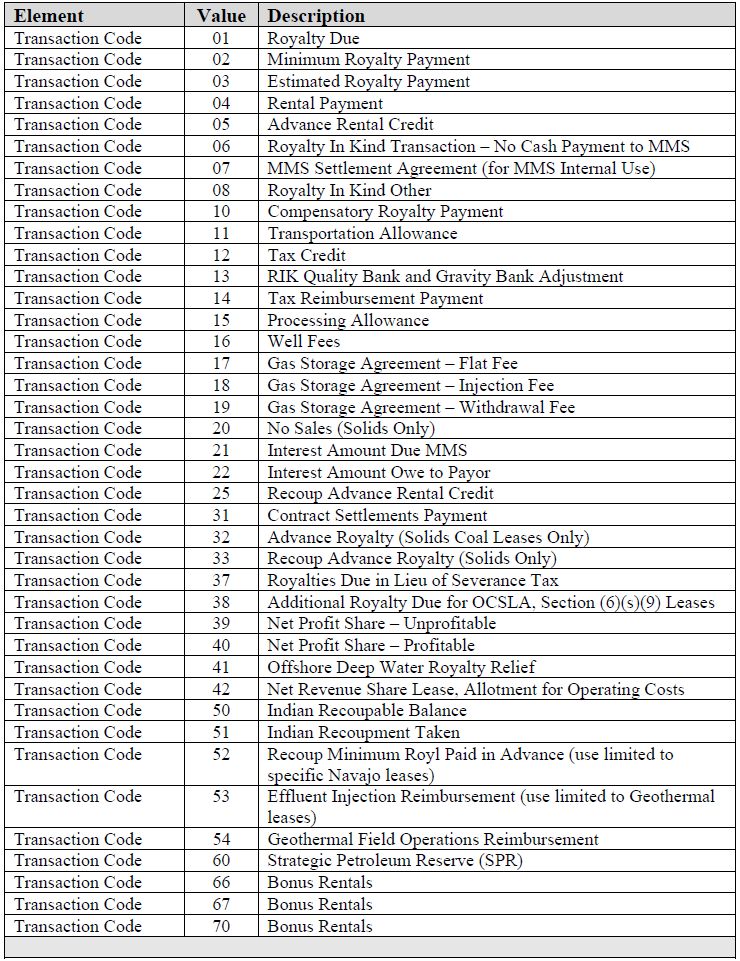 Element Value Description
Transaction Code 01 Royalty Due
Transaction Code 02 Minimum Royalty Payment
Transaction Code 03 Estimated Royalty Payment
Transaction Code 04 Rental Payment
Transaction Code 05 Advance Rental Credit
Transaction Code 06 Royalty In Kind Transaction – No Cash Payment to MMS
Transaction Code 07 MMS Settlement Agreement (for MMS Internal Use)
Transaction Code 08 Royalty In Kind Other
Transaction Code 10 Compensatory Royalty Payment
Transaction Code 11 Transportation Allowance
Transaction Code 12 Tax Credit
Transaction Code 13 RIK Quality Bank and Gravity Bank Adjustment
Transaction Code 14 Tax Reimbursement Payment
Transaction Code 15 Processing Allowance
Transaction Code 16 Well Fees
Transaction Code 17 Gas Storage Agreement – Flat Fee
Transaction Code 18 Gas Storage Agreement – Injection Fee
Transaction Code 19 Gas Storage Agreement – Withdrawal Fee
Transaction Code 20 No Sales (Solids Only)
Transaction Code 21 Interest Amount Due MMS
Transaction Code 22 Interest Amount Owe to Payor
Transaction Code 25 Recoup Advance Rental Credit
Transaction Code 31 Contract Settlements Payment
Transaction Code 32 Advance Royalty (Solids Coal Leases Only)
Transaction Code 33 Recoup Advance Royalty (Solids Only)
Transaction Code 37 Royalties Due in Lieu of Severance Tax
Transaction Code 38 Additional Royalty Due for OCSLA, Section (6)(s)(9) Leases
Transaction Code 39 Net Profit Share – Unprofitable
Transaction Code 40 Net Profit Share – Profitable
Transaction Code 41 Offshore Deep Water Royalty Relief
Transaction Code 42 Net Revenue Share Lease, Allotment for Operating Costs
Transaction Code 50 Indian Recoupable Balance
Transaction Code 51 Indian Recoupment Taken
Transaction Code 52 Recoup Minimum Royl Paid in Advance (use limited to
specific Navajo leases)
Transaction Code 53 Effluent Injection Reimbursement (use limited to Geothermal
leases)
Transaction Code 54 Geothermal Field Operations Reimbursement
Transaction Code 60 Strategic Petroleum Reserve (SPR)
Transaction Code 66 Bonus Rentals
Transaction Code 67 Bonus Rentals
Transaction Code 70 Bonus Rentals